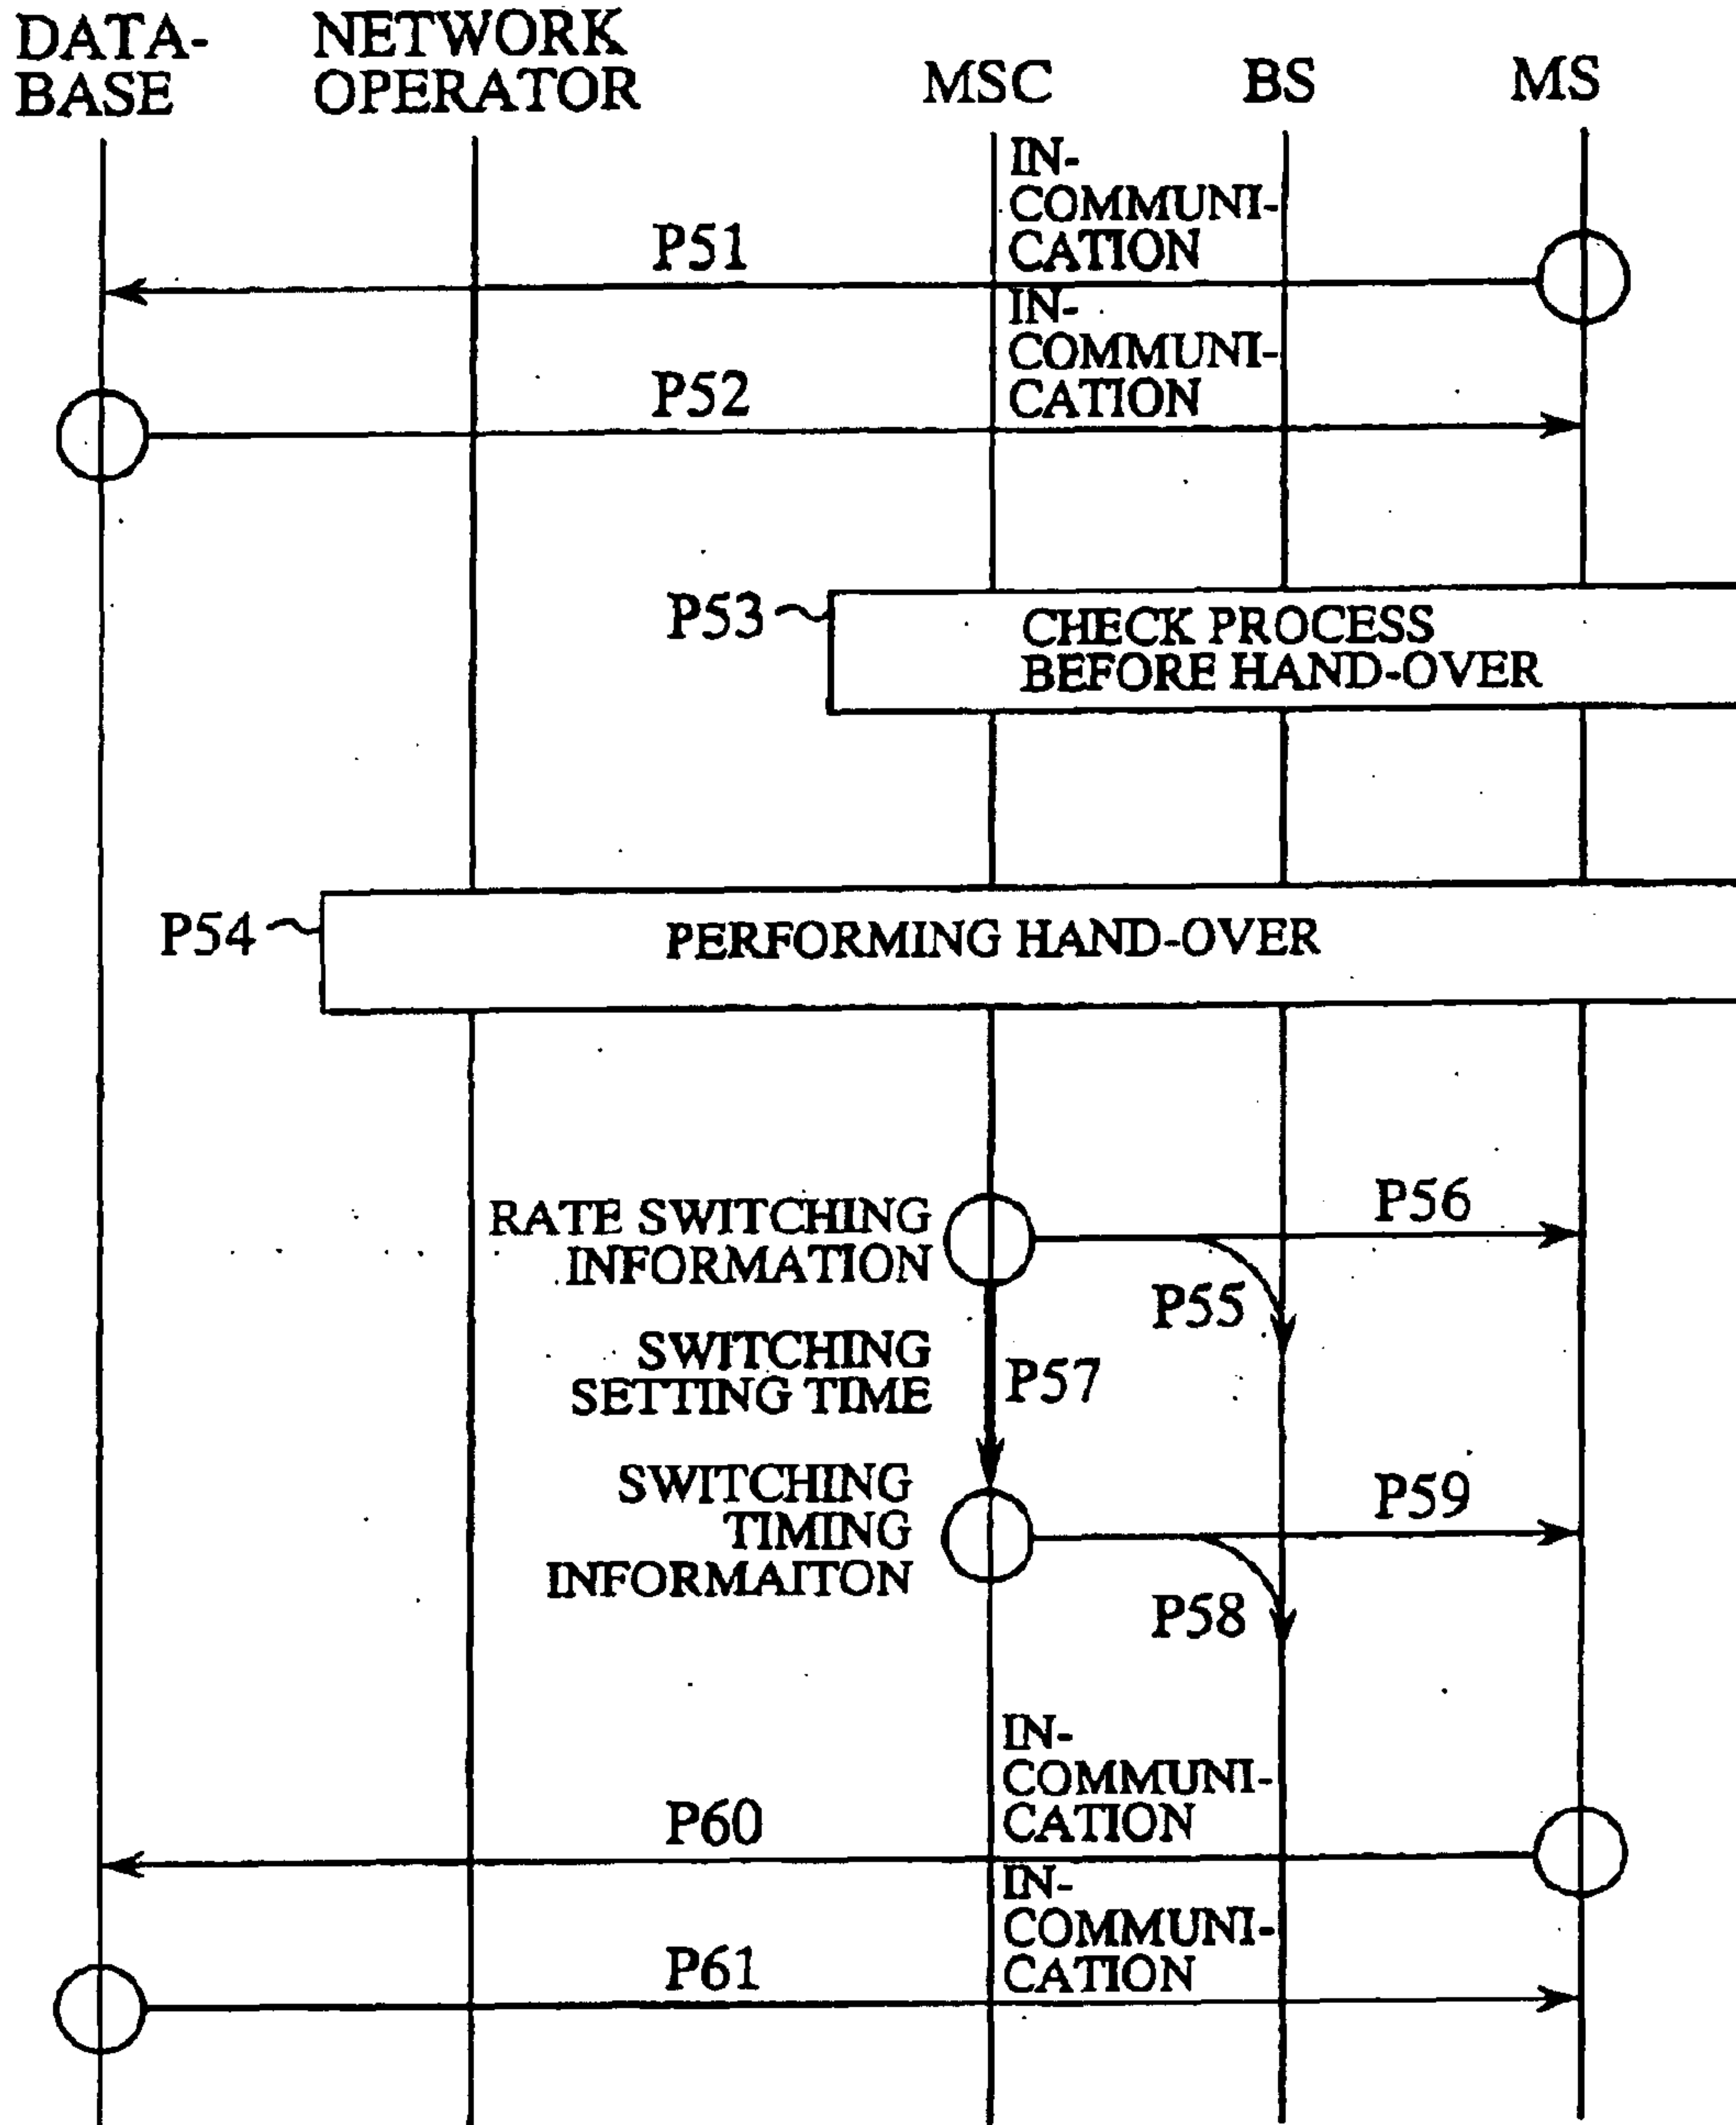 DATA-
BASE
NETWORK
OPERATOR
MSC
BS
MS
IN-
COMMUNI-
CATION
P51
IN-
COMMUNI-
CATION
P52
P53
CHECK PROCESS
BEFORE HAND-OVER
P54
PERFORMING HAND-OVER
RATE SWITCHING
INFORMATION
P56
P55
SWITCHING
SETTING TIME
P57
SWITCHING
TIMING
INFORMAITON
P59
P58
IN-
COMMUNI-
CATION
P60
IN-
COMMUNI-
CATION
P61